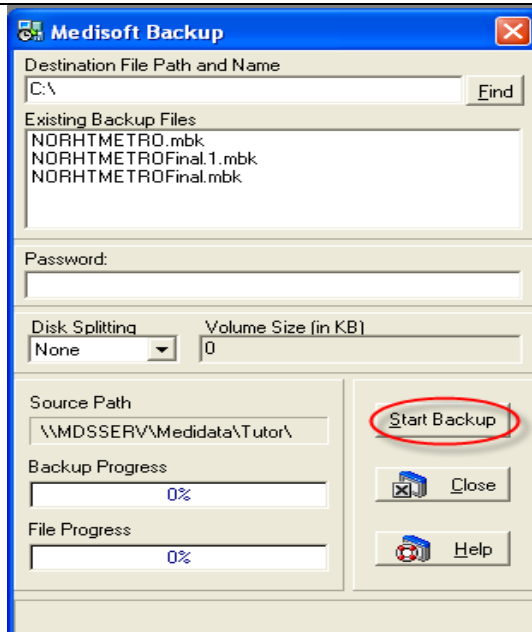 Medisoft Backup
Destination File Path and Name
C:\
Find
Existing Backup Files
NORHTMETRO.mbk
NORHTMETROFinal.1.mbk
NORHTMETROFinal.mbk
Password:
Disk Splitting
Volume Size (in KB)
None
0
Source Path
\\MDSSERV\Medidata\Tutor\
Start Backup
Backup Progress
0%
Close
File Progress
0%
Help